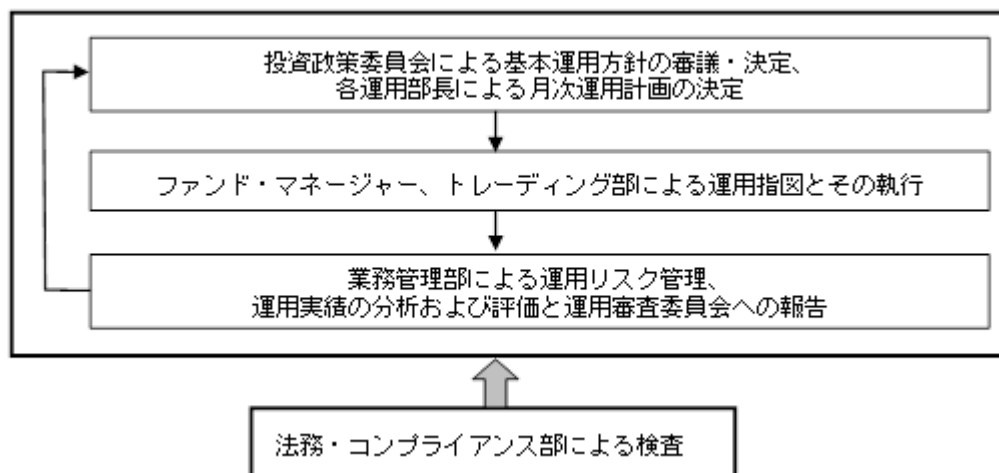 投資政策委員会による基本運用方針の審議・決定、
各運用部長による月次運用計画の決定
ファンド・マネージャー、トレーディング部による運用指図とその執行
業務管理部による運用リスク管理、
運用実績の分析および評価と運用審査委員会への報告
法務・コンプライアンス部による検査